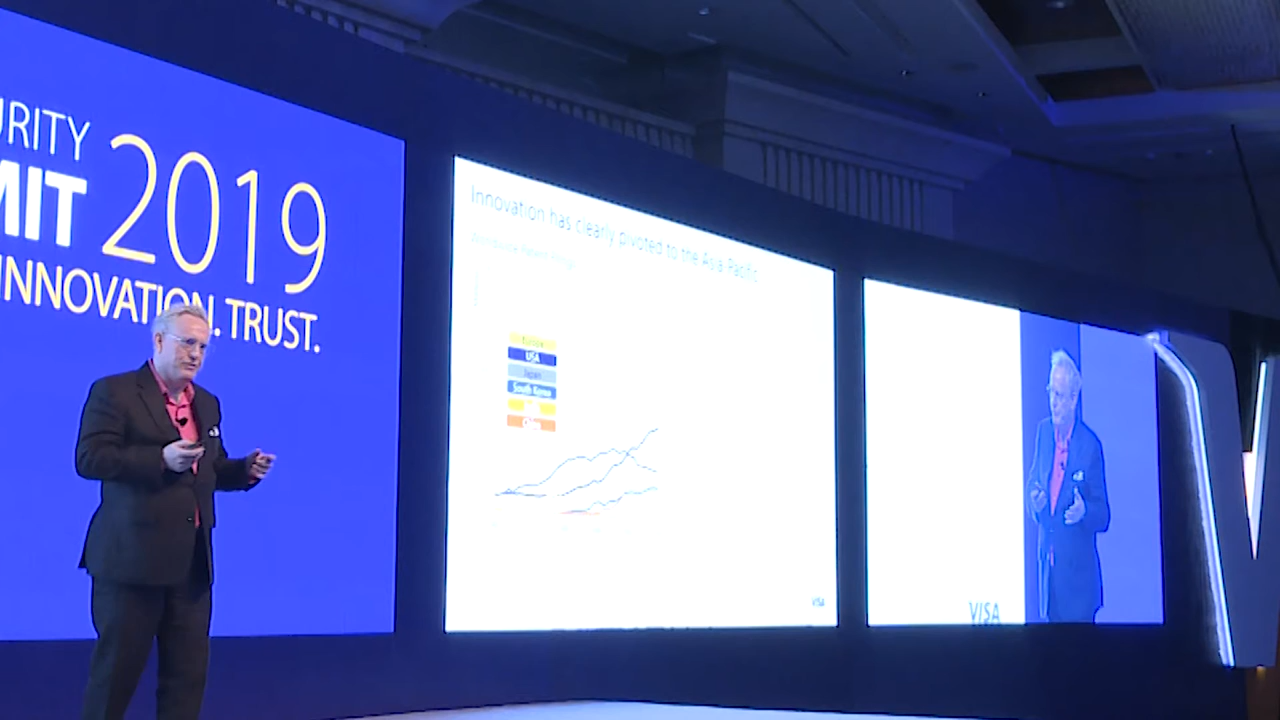 URITY
MIT 2019
INNOVATION. TRUST.
Innovation has clearly pivoted to the Asia Pacific
Europe
USA
Japan
South Korea
China
VISA
VISA